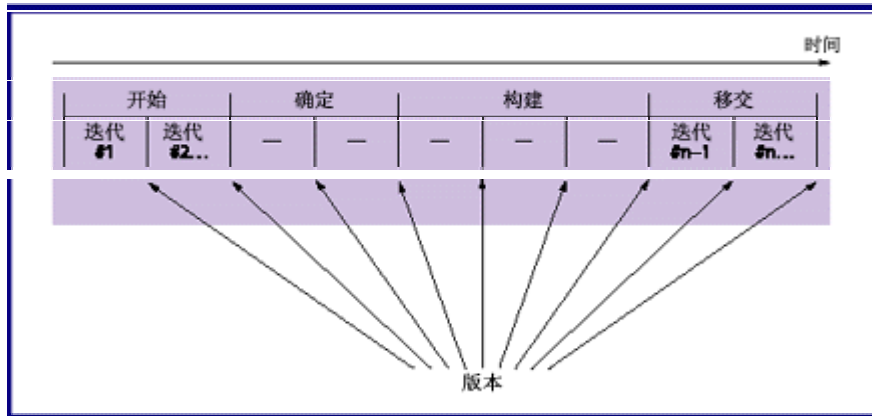 时间
开始 确定 构建 移交
迭代 迭代 — — — — — 迭代 迭代
#1 #2... #n–1 #n...
版本